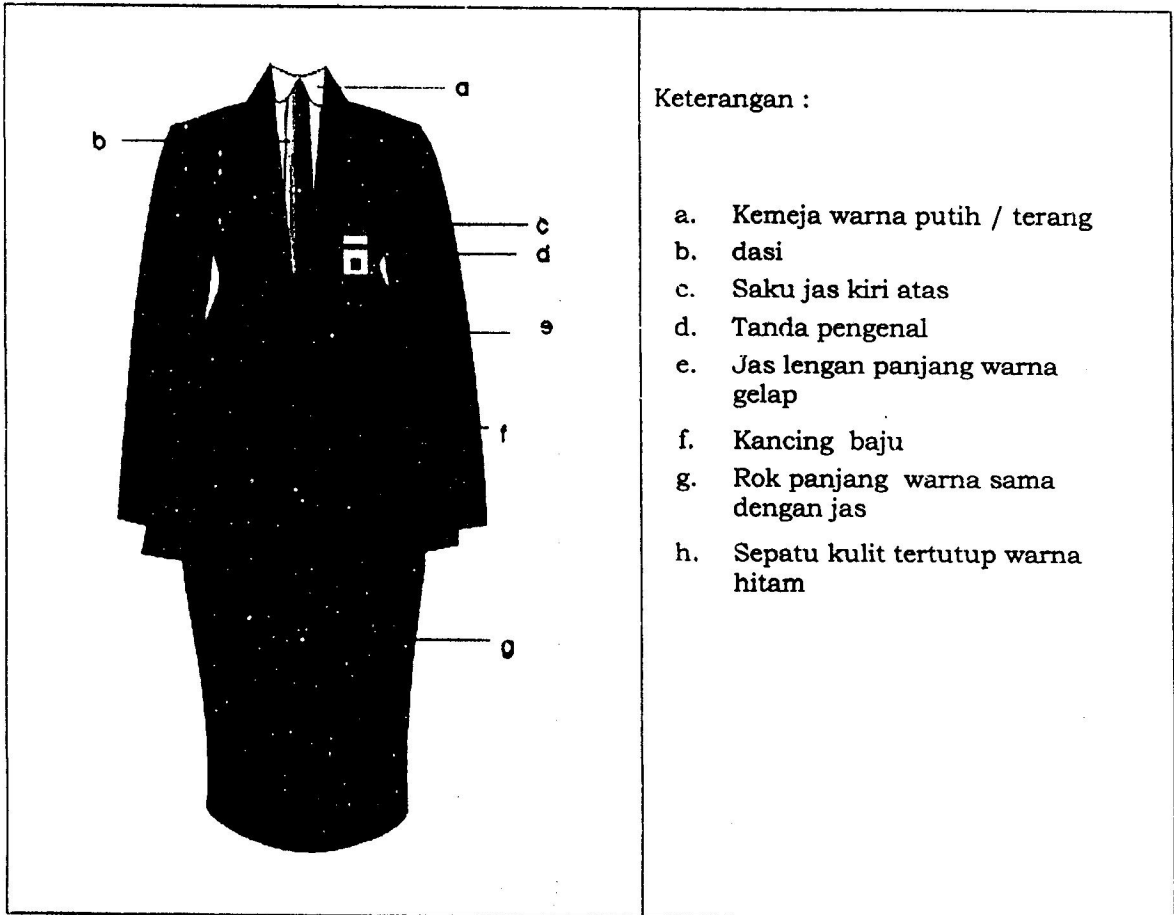 a
b
c
d
e
f
g
Keterangan :
a. Kemeja warna putih / terang
b. dasi
c. Saku jas kiri atas
d. Tanda pengenal
e. Jas lengan panjang warna
gelap
f. Kancing baju
g. Rok panjang warna sama
dengan jas
h. Sepatu kulit tertutup warna
hitam